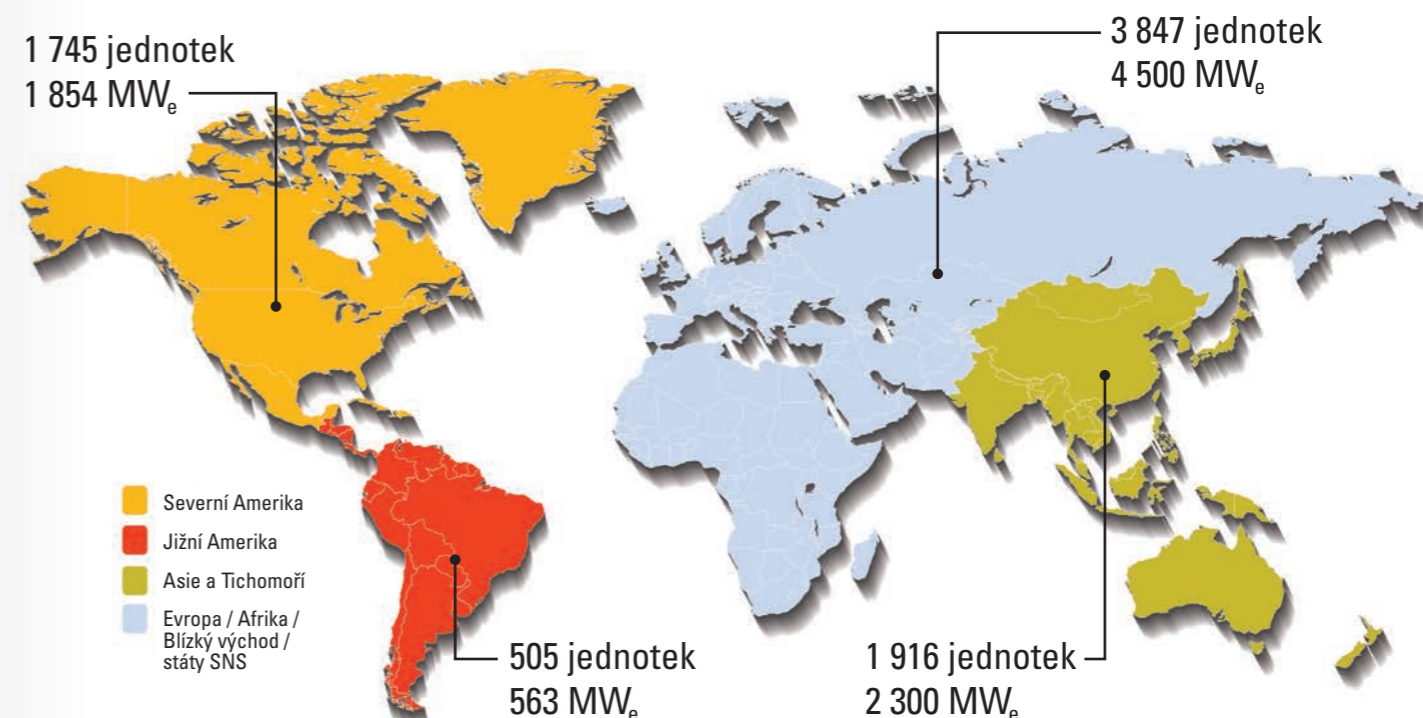 1 745 jednotek
1 854 MWₑ
3 847 jednotek
4 500 MWₑ
Severní Amerika
Jižní Amerika
Asie a Tichomoří
Evropa / Afrika /
Blízký východ /
státy SNS
505 jednotek
563 MWₑ
1 916 jednotek
2 300 MWₑ